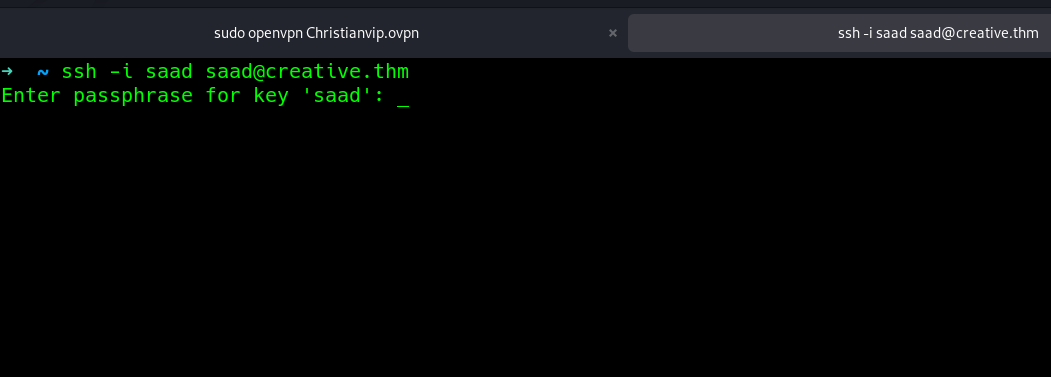 sudo openvpn Christianvip.ovpn × ssh -i saad saad@creative.thm
→ ~ ssh -i saad saad@creative.thm
Enter passphrase for key 'saad': _